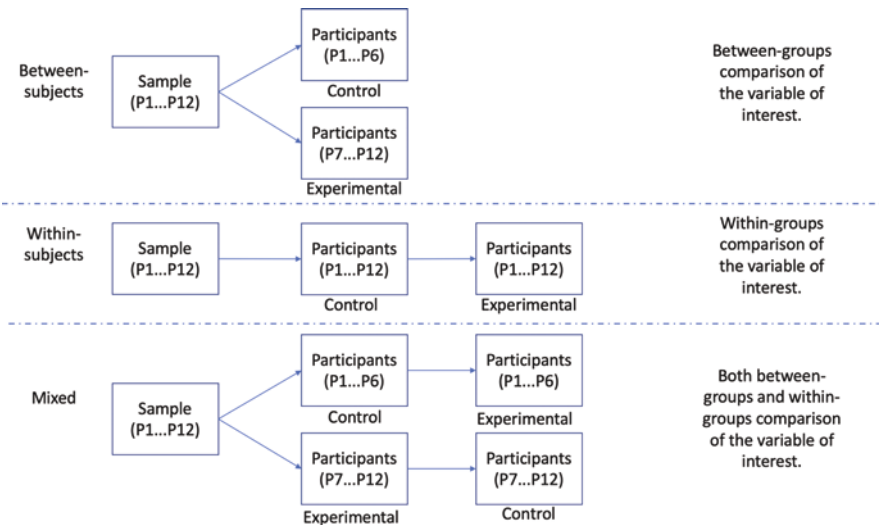 Between-
subjects
Sample
(P1...P12)
Participants
(P1...P6)
Control
Participants
(P7...P12)
Experimental
Between-groups
comparison of
the variable of
interest.
Within-
subjects
Sample
(P1...P12)
Participants
(P1...P12)
Control
Participants
(P1...P12)
Experimental
Within-groups
comparison of
the variable of
interest.
Mixed
Sample
(P1...P12)
Participants
(P1...P6)
Control
Participants
(P1...P6)
Experimental
Participants
(P7...P12)
Experimental
Participants
(P7...P12)
Control
Both between-
groups and within-
groups comparison
of the variable of
interest.